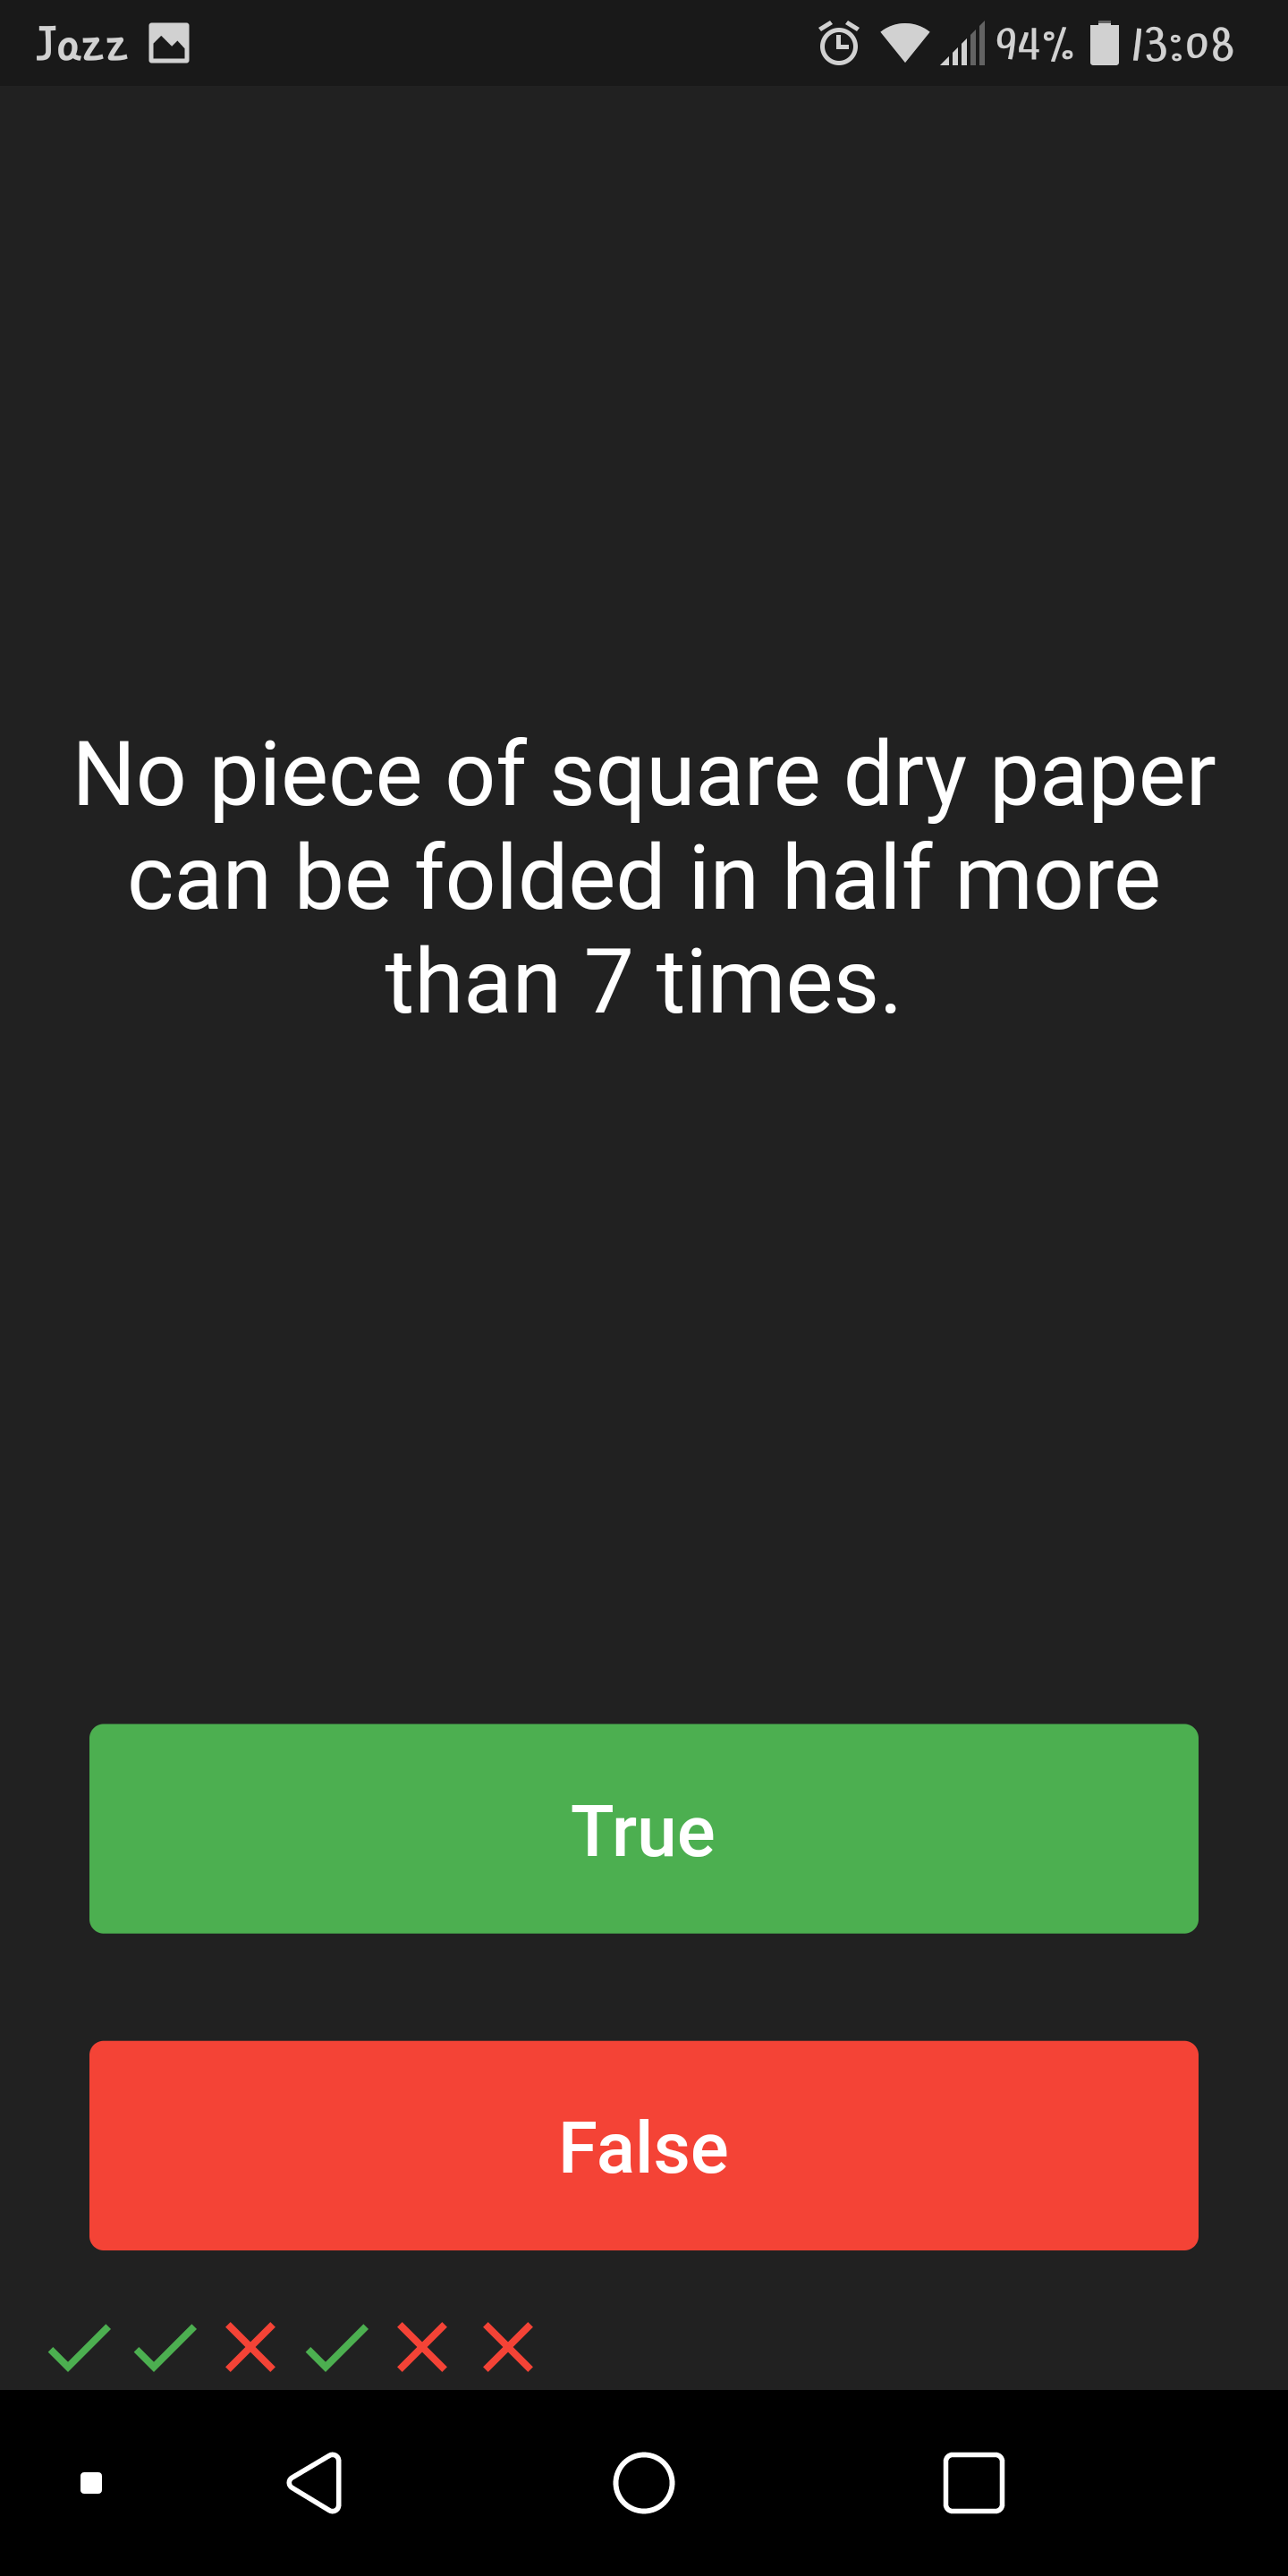 Jazz 94% 13:08
No piece of square dry paper
can be folded in half more
than 7 times.
True
False